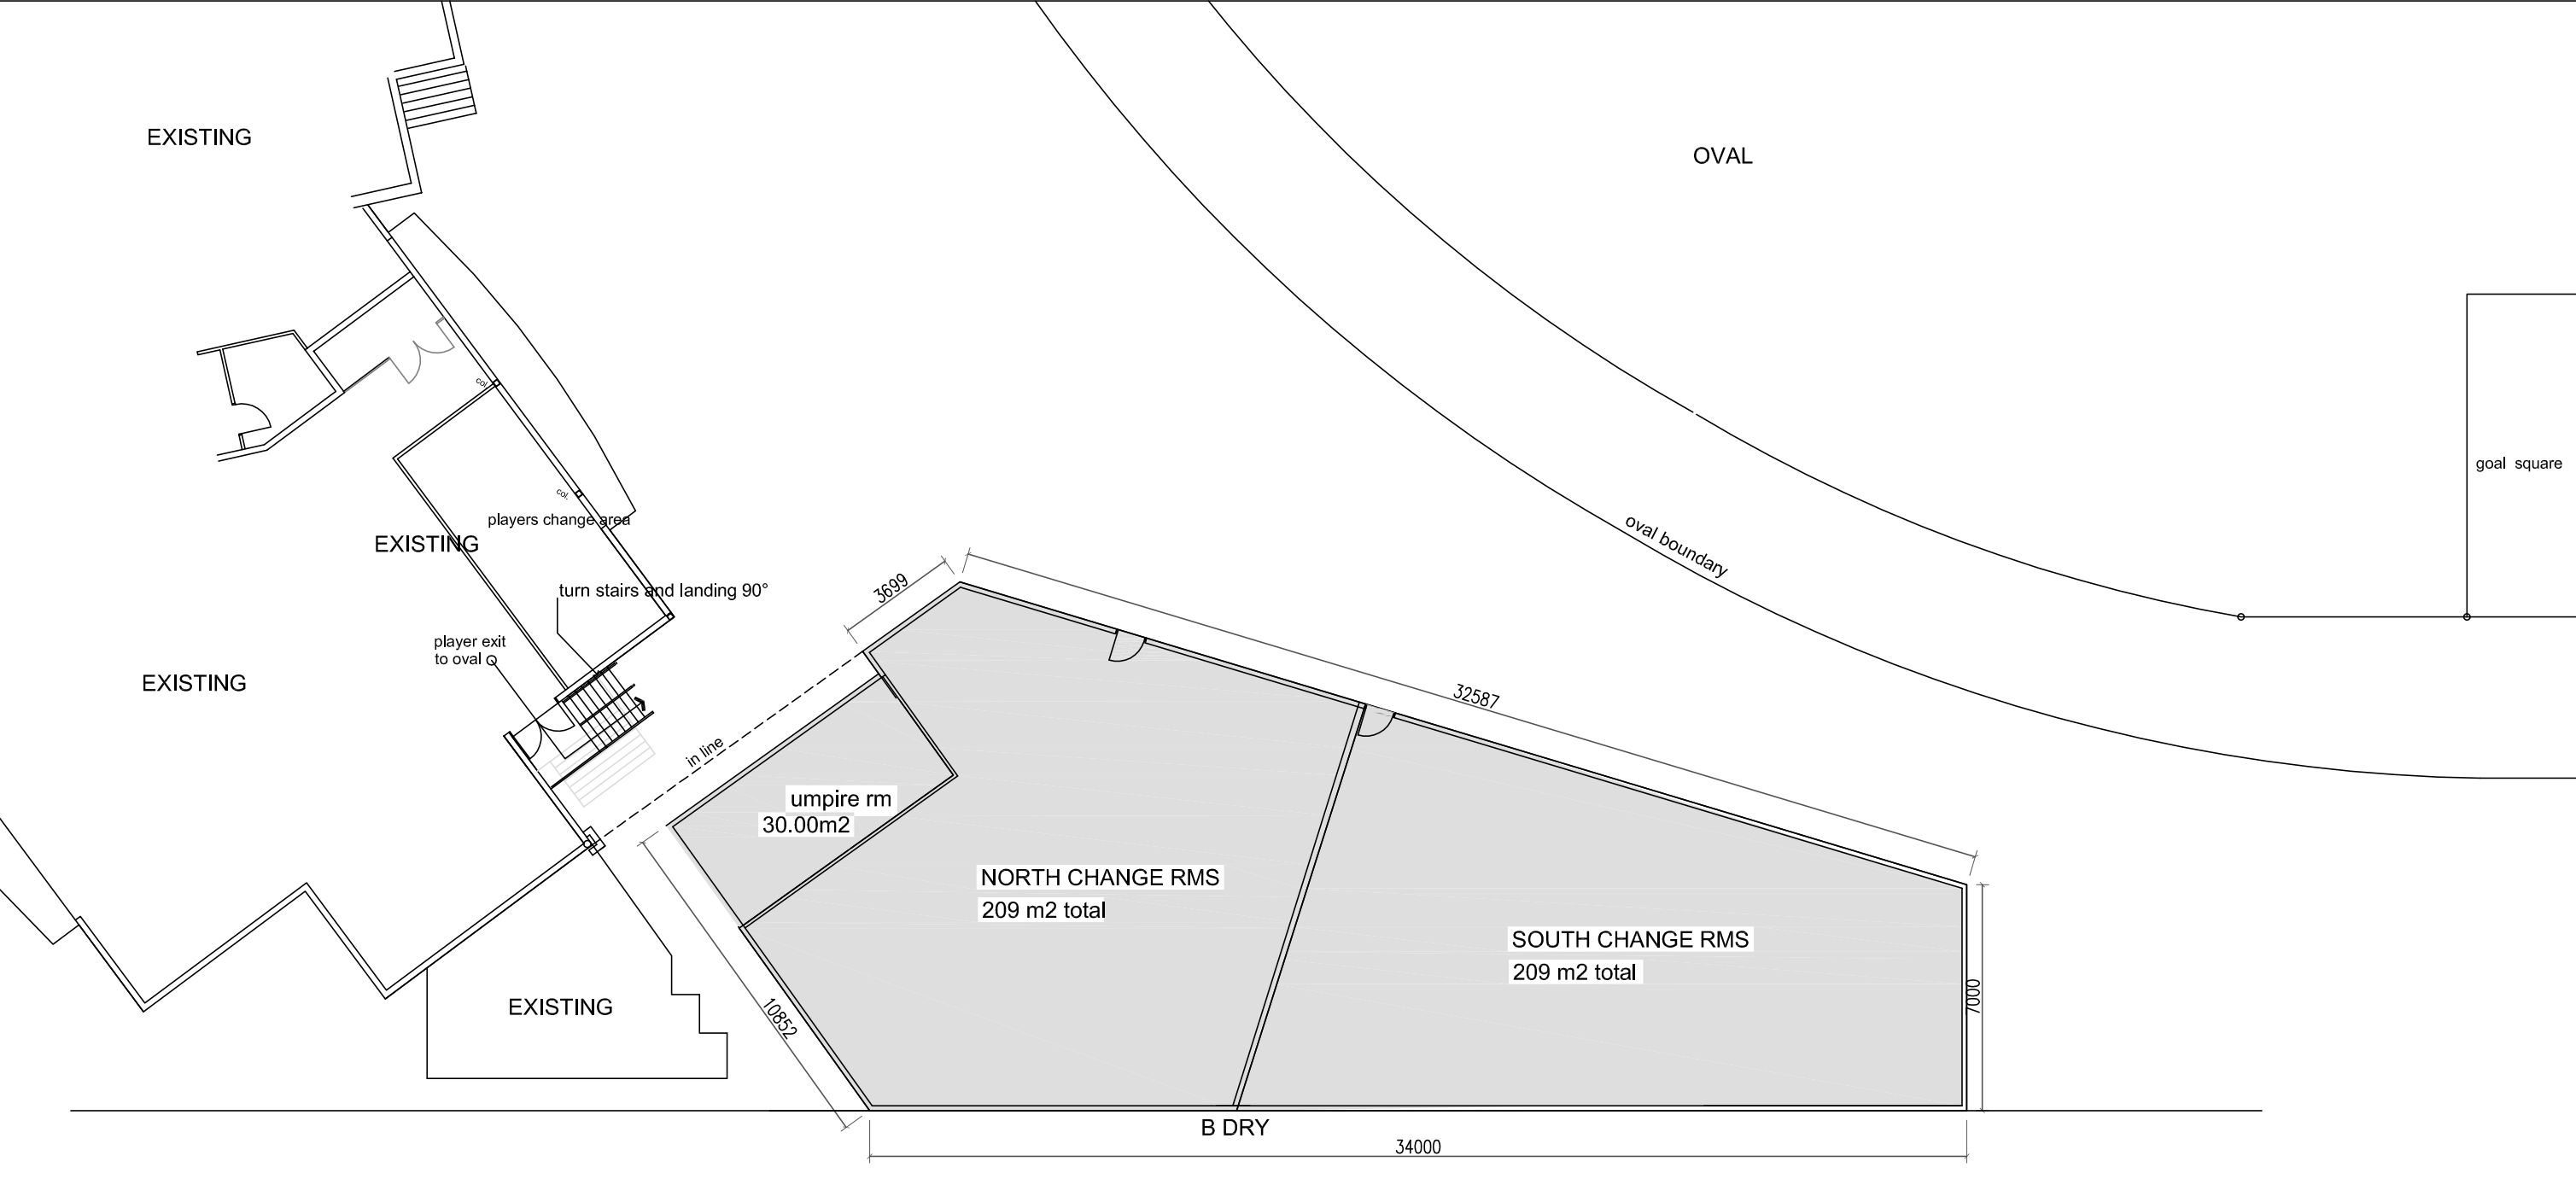 EXISTING
OVAL
col.
goal  square
col.
players change area
oval boundary
EXISTING
turn stairs and landing 90°
3699
player exit
to oval
EXISTING
32587
in line
umpire rm
30.00m2
NORTH CHANGE RMS
209 m2 total
SOUTH CHANGE RMS
209 m2 total
7000
EXISTING
10852
B DRY
34000